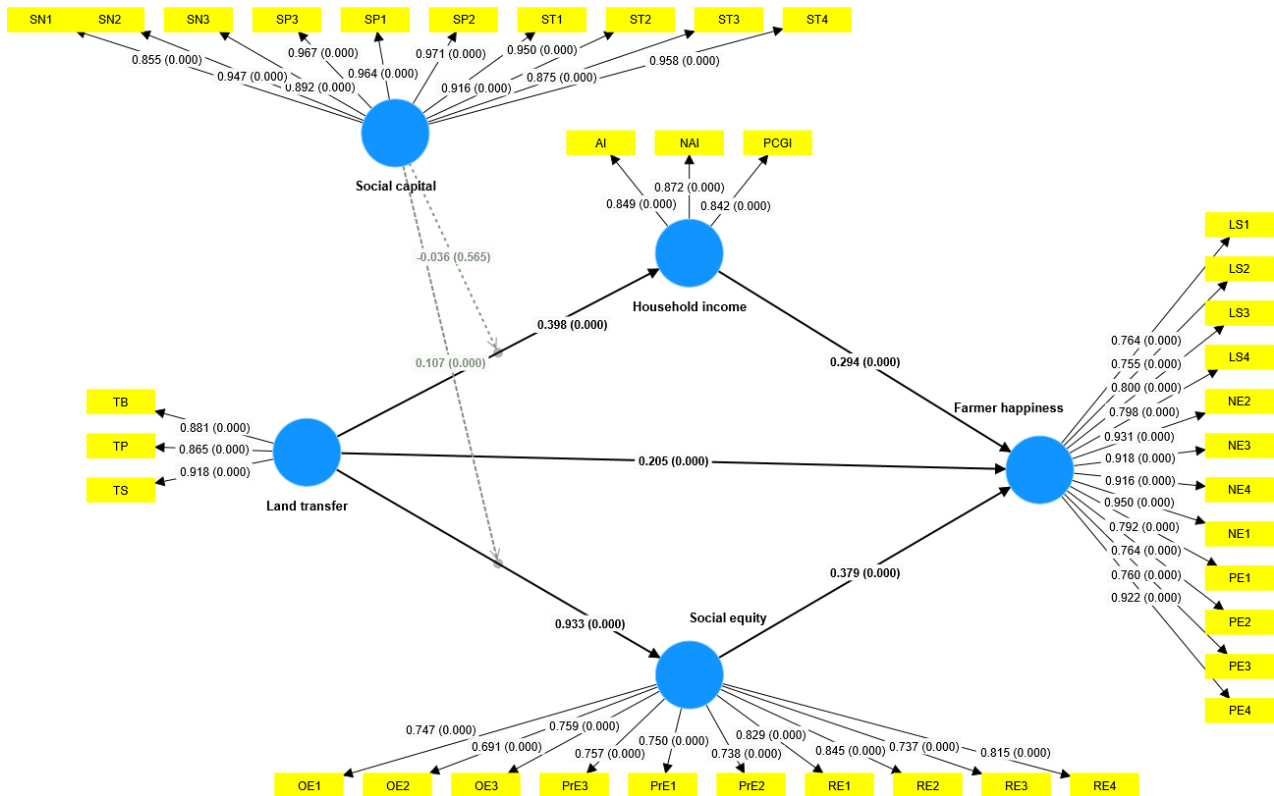 SN1 SN2 SN3 SP3 SP1 SP2 ST1 ST2 ST3 ST4
0.855 (0.000)
0.947 (0.000)
0.892 (0.000)
0.967 (0.000)
0.964 (0.000)
0.971 (0.000)
0.950 (0.000)
0.916 (0.000)
0.875 (0.000)
0.958 (0.000)
Social capital
AI NAI PCGI
0.849 (0.000)
0.872 (0.000)
0.842 (0.000)
Household income
-0.036 (0.565)
0.107 (0.000)
0.398 (0.000)
0.294 (0.000)
TB
TP
TS
0.881 (0.000)
0.865 (0.000)
0.918 (0.000)
Land transfer
0.205 (0.000)
0.933 (0.000)
0.379 (0.000)
Farmer happiness
0.764 (0.000)
0.755 (0.000)
0.800 (0.000)
0.798 (0.000)
0.931 (0.000)
0.918 (0.000)
0.916 (0.000)
0.950 (0.000)
0.792 (0.000)
0.764 (0.000)
0.760 (0.000)
0.922 (0.000)
LS1
LS2
LS3
LS4
NE2
NE3
NE4
NE1
PE1
PE2
PE3
PE4
Social equity
0.747 (0.000)
0.691 (0.000)
0.759 (0.000)
0.757 (0.000)
0.750 (0.000)
0.738 (0.000)
0.829 (0.000)
0.845 (0.000)
0.737 (0.000)
0.815 (0.000)
OE1 OE2 OE3 PrE3 PrE1 PrE2 RE1 RE2 RE3 RE4